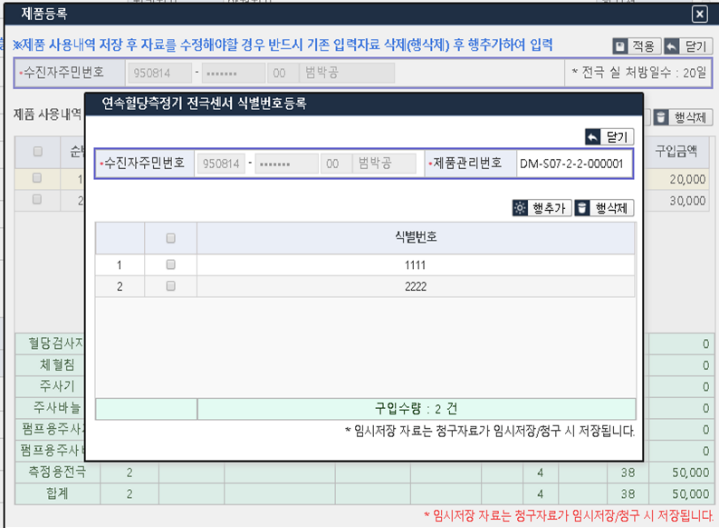 제품등록
※제품 사용내역 저장 후 자료를 수정해야할 경우 반드시 기존 입력자료 삭제(행삭제) 후 행추가하여 입력 적용 닫기
*수진자주민번호 950814 - ••••••• 00 범박공 * 전극 실 처방일수 : 20일
제품 사용내역 행삭제
연속혈당측정기 전극센서 식별번호등록
닫기
*수진자주민번호 950814 - ••••••• 00 범박공 *제품관리번호 DM-S07-2-2-000001
행추가 행삭제
식별번호
1 1111
2 2222
구입수량 : 2 건
* 임시저장 자료는 청구자료가 임시저장/청구 시 저장됩니다.
구입금액
1 20,000
2 30,000
혈당검사지 0
체혈침 0
주사기 0
주사바늘 0
펌프용주사 0
펌프용주사 0
측정용전극 2 4 38 50,000
합계 2 4 38 50,000
* 임시저장 자료는 청구자료가 임시저장/청구 시 저장됩니다